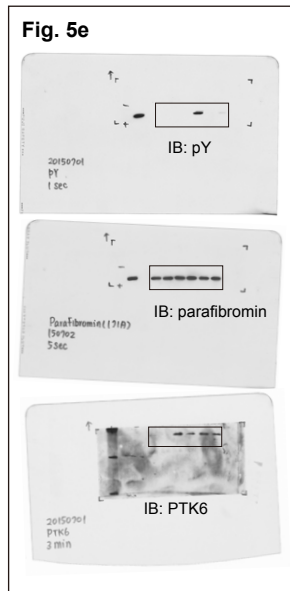 Fig. 5e
-
+
IB: pY
20150701
pY
1 sec
-
+
IB: parafibromin
Parafibromin(171A)
150702
5sec
IB: PTK6
20150701
PTK6
3 min